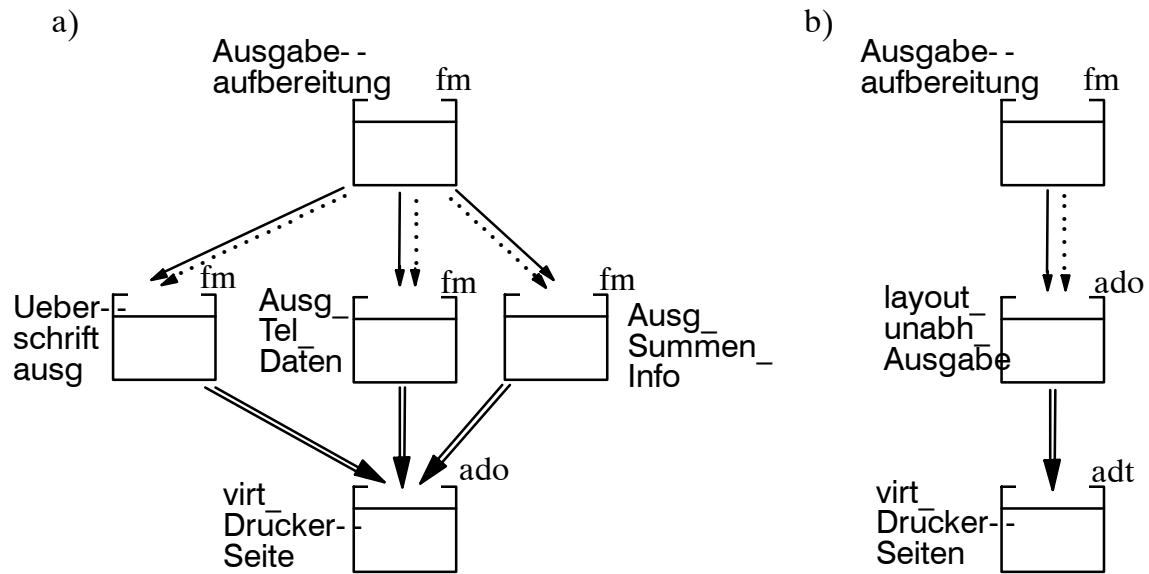 a)
Ausgabe- -
aufbereitung
fm
fm
Ueber- -
schrift
ausg
fm
Ausg_
Tel_
Daten
fm
Ausg_
Summen_
Info
ado
virt_
Drucker- -
Seite
b)
Ausgabe- -
aufbereitung
fm
ado
layout_
unabh_
Ausgabe
adt
virt_
Drucker- -
Seiten